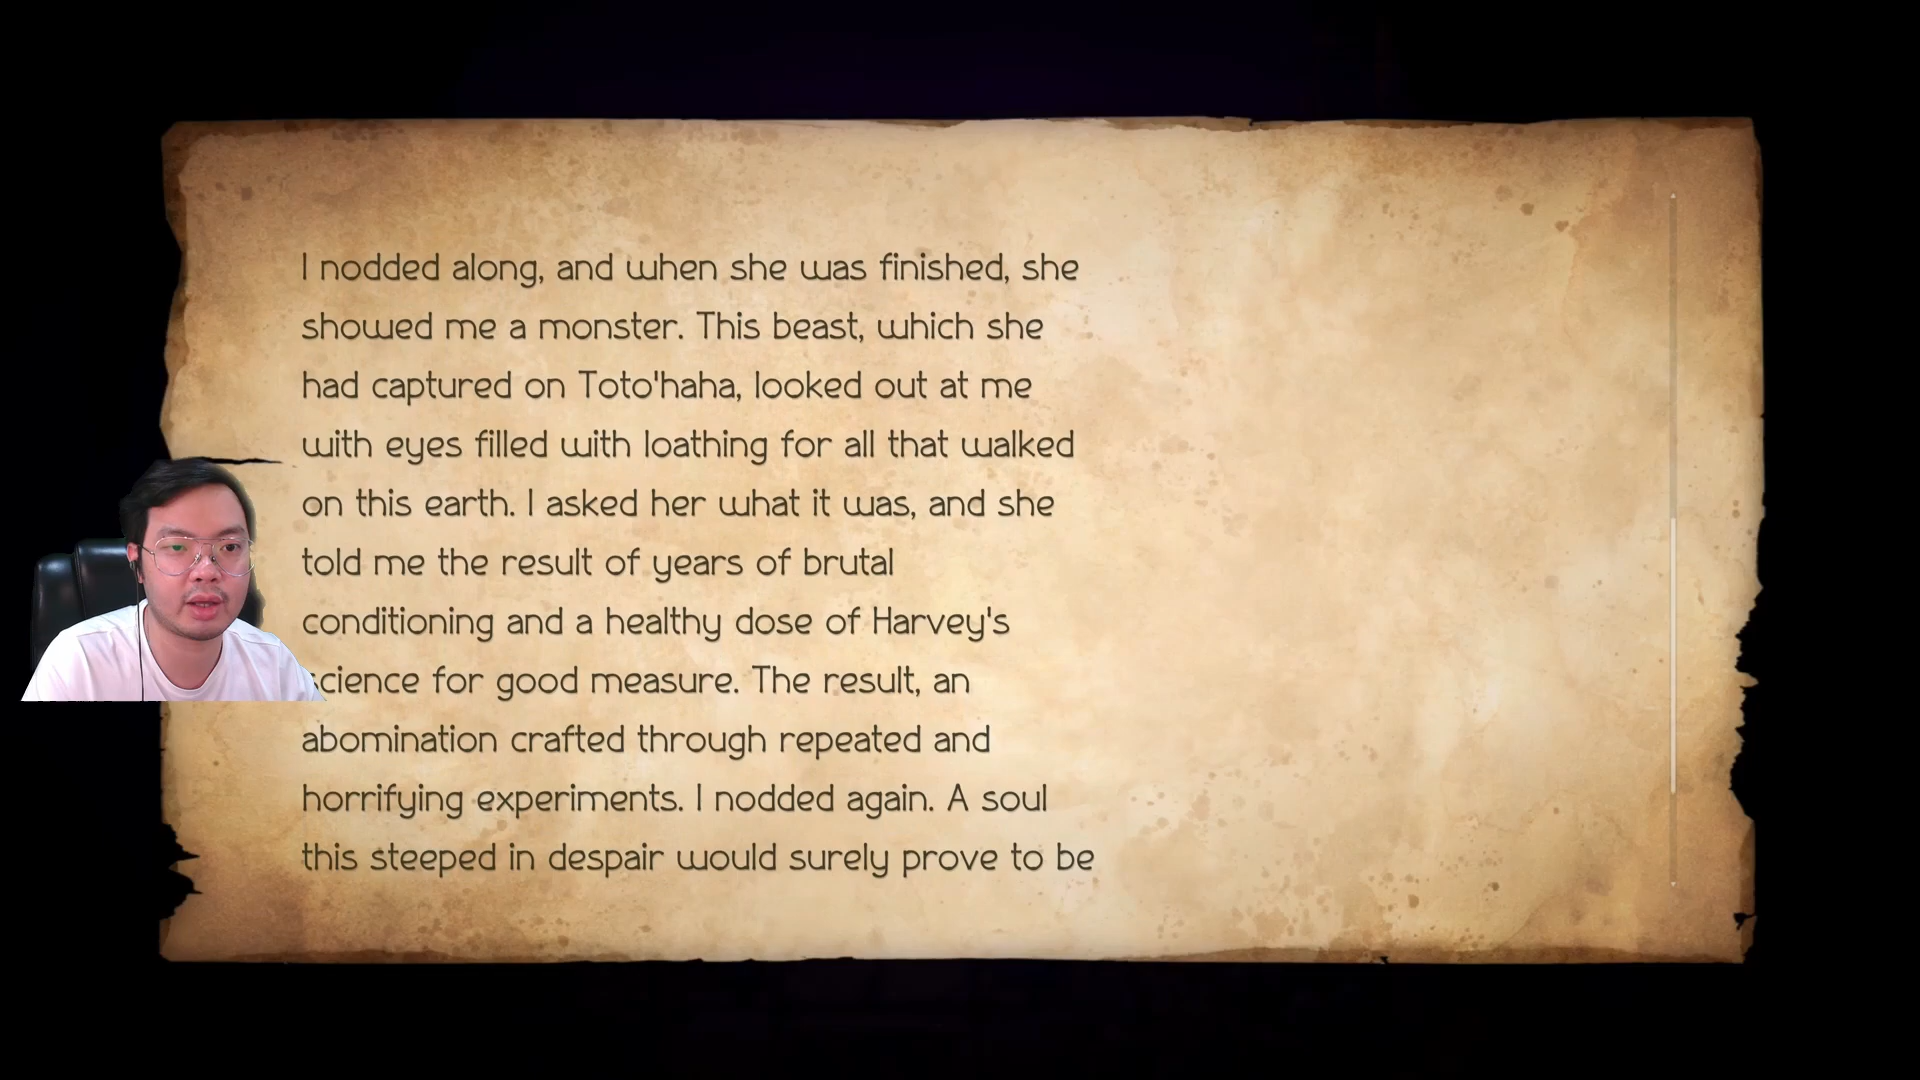 I nodded along, and when she was finished, she
showed me a monster. This beast, which she
had captured on Toto'haha, looked out at me
with eyes filled with loathing for all that walked
on this earth. I asked her what it was, and she
told me the result of years of brutal
conditioning and a healthy dose of Harvey's
science for good measure. The result, an
abomination crafted through repeated and
horrifying experiments. I nodded again. A soul
this steeped in despair would surely prove to be